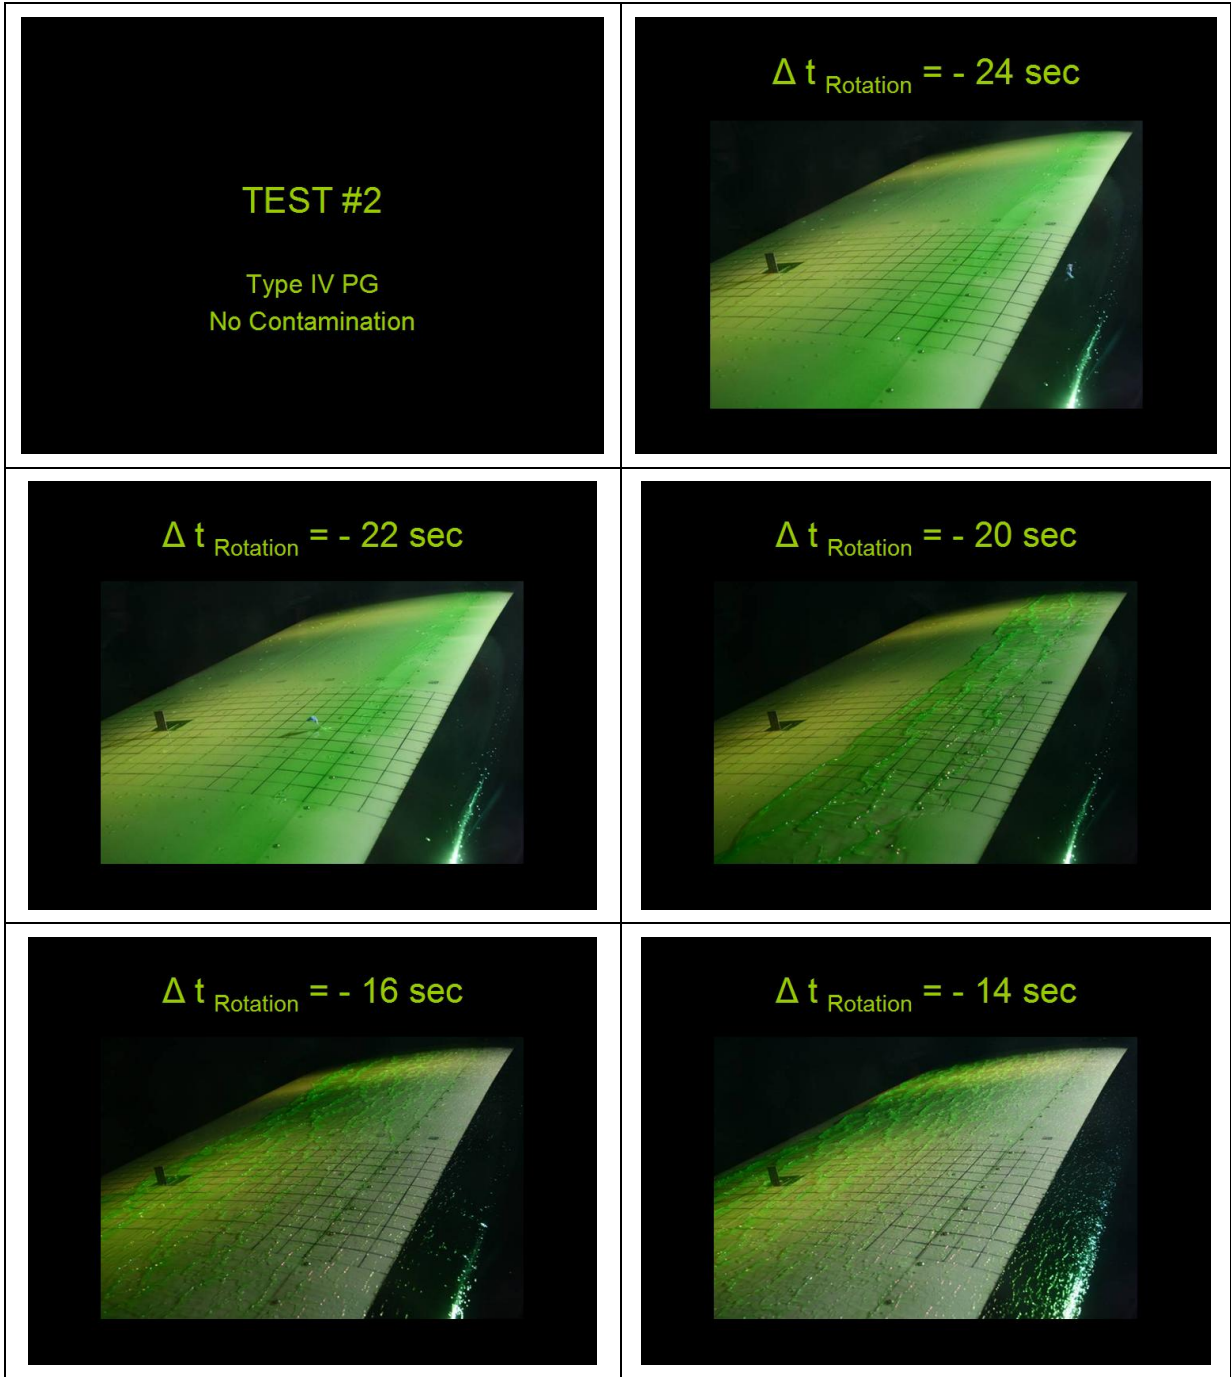 TEST #2
Type IV PG
No Contamination
Δ t Rotation = - 24 sec
Δ t Rotation = - 22 sec
Δ t Rotation = - 20 sec
Δ t Rotation = - 16 sec
Δ t Rotation = - 14 sec